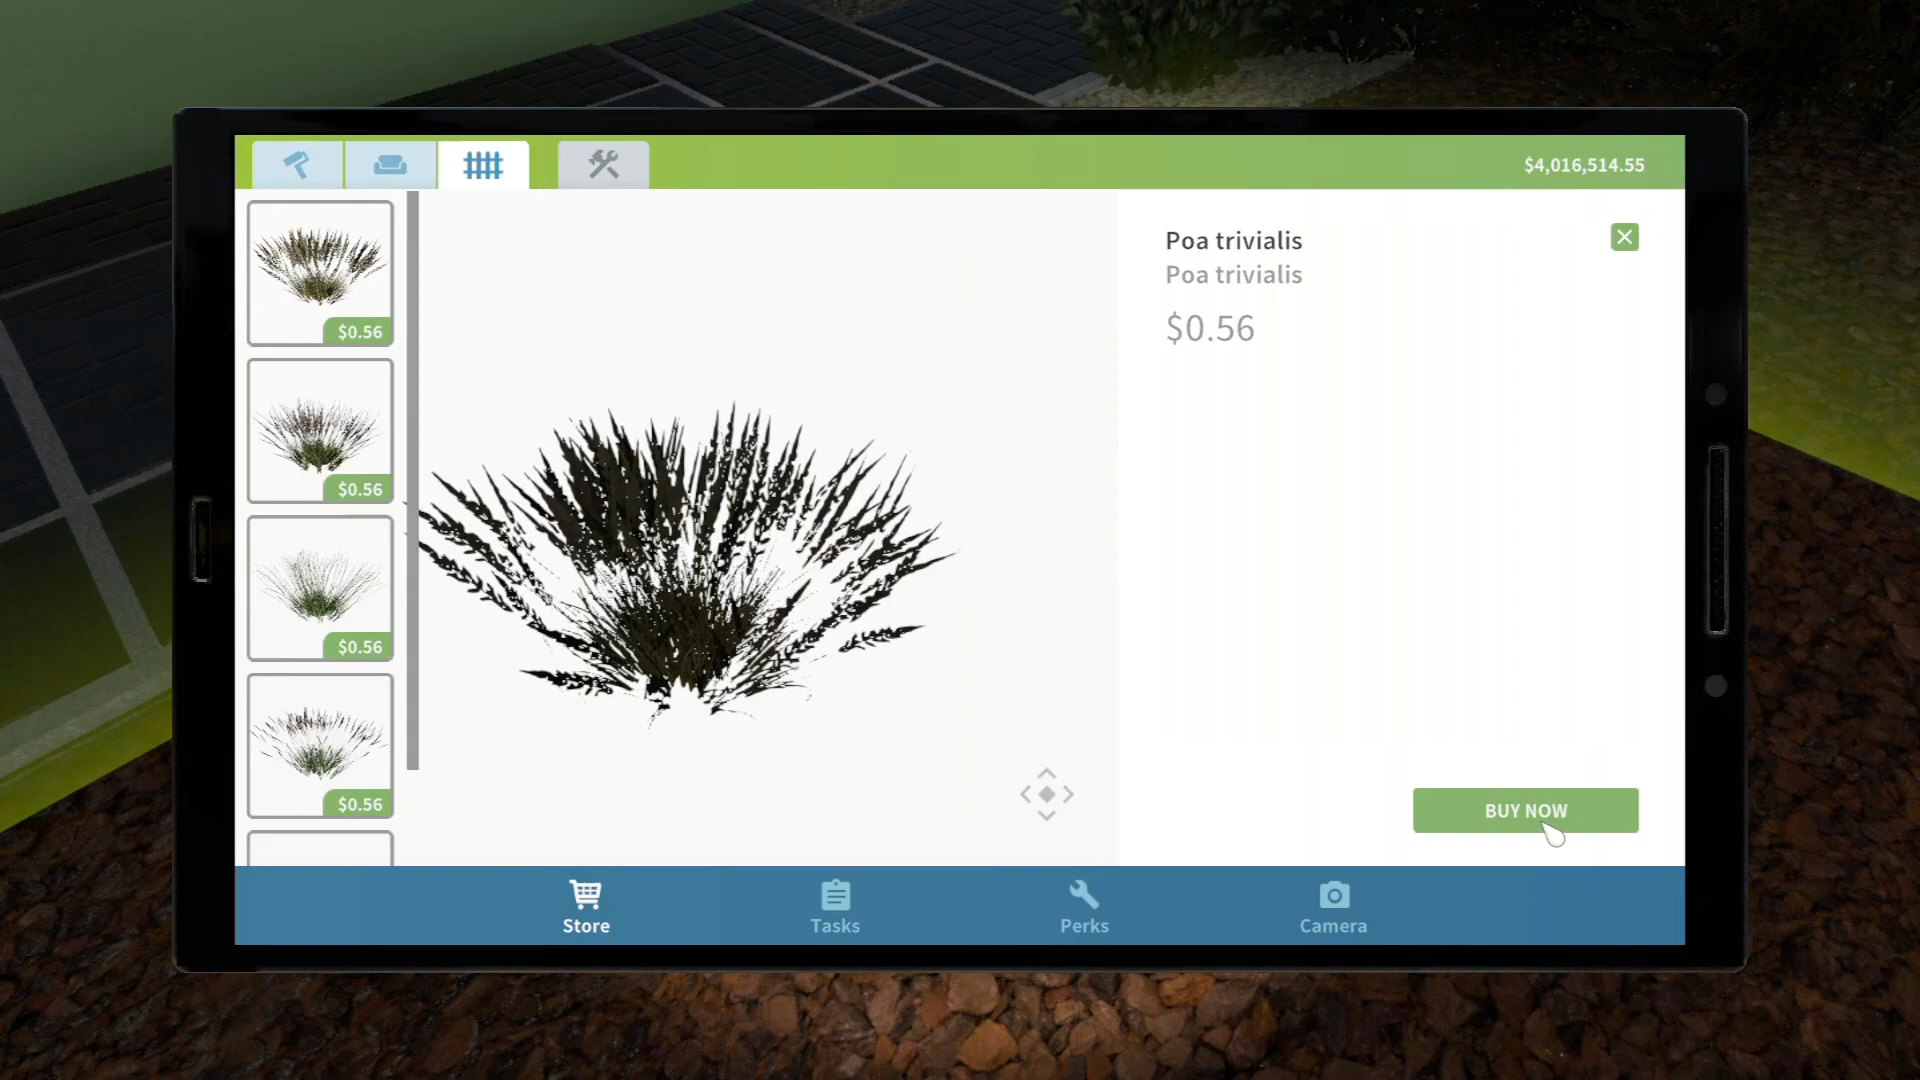 $4,016,514.55
$0.56
$0.56
$0.56
$0.56
Poa trivialis
Poa trivialis
$0.56
BUY NOW
Store
Tasks
Perks
Camera